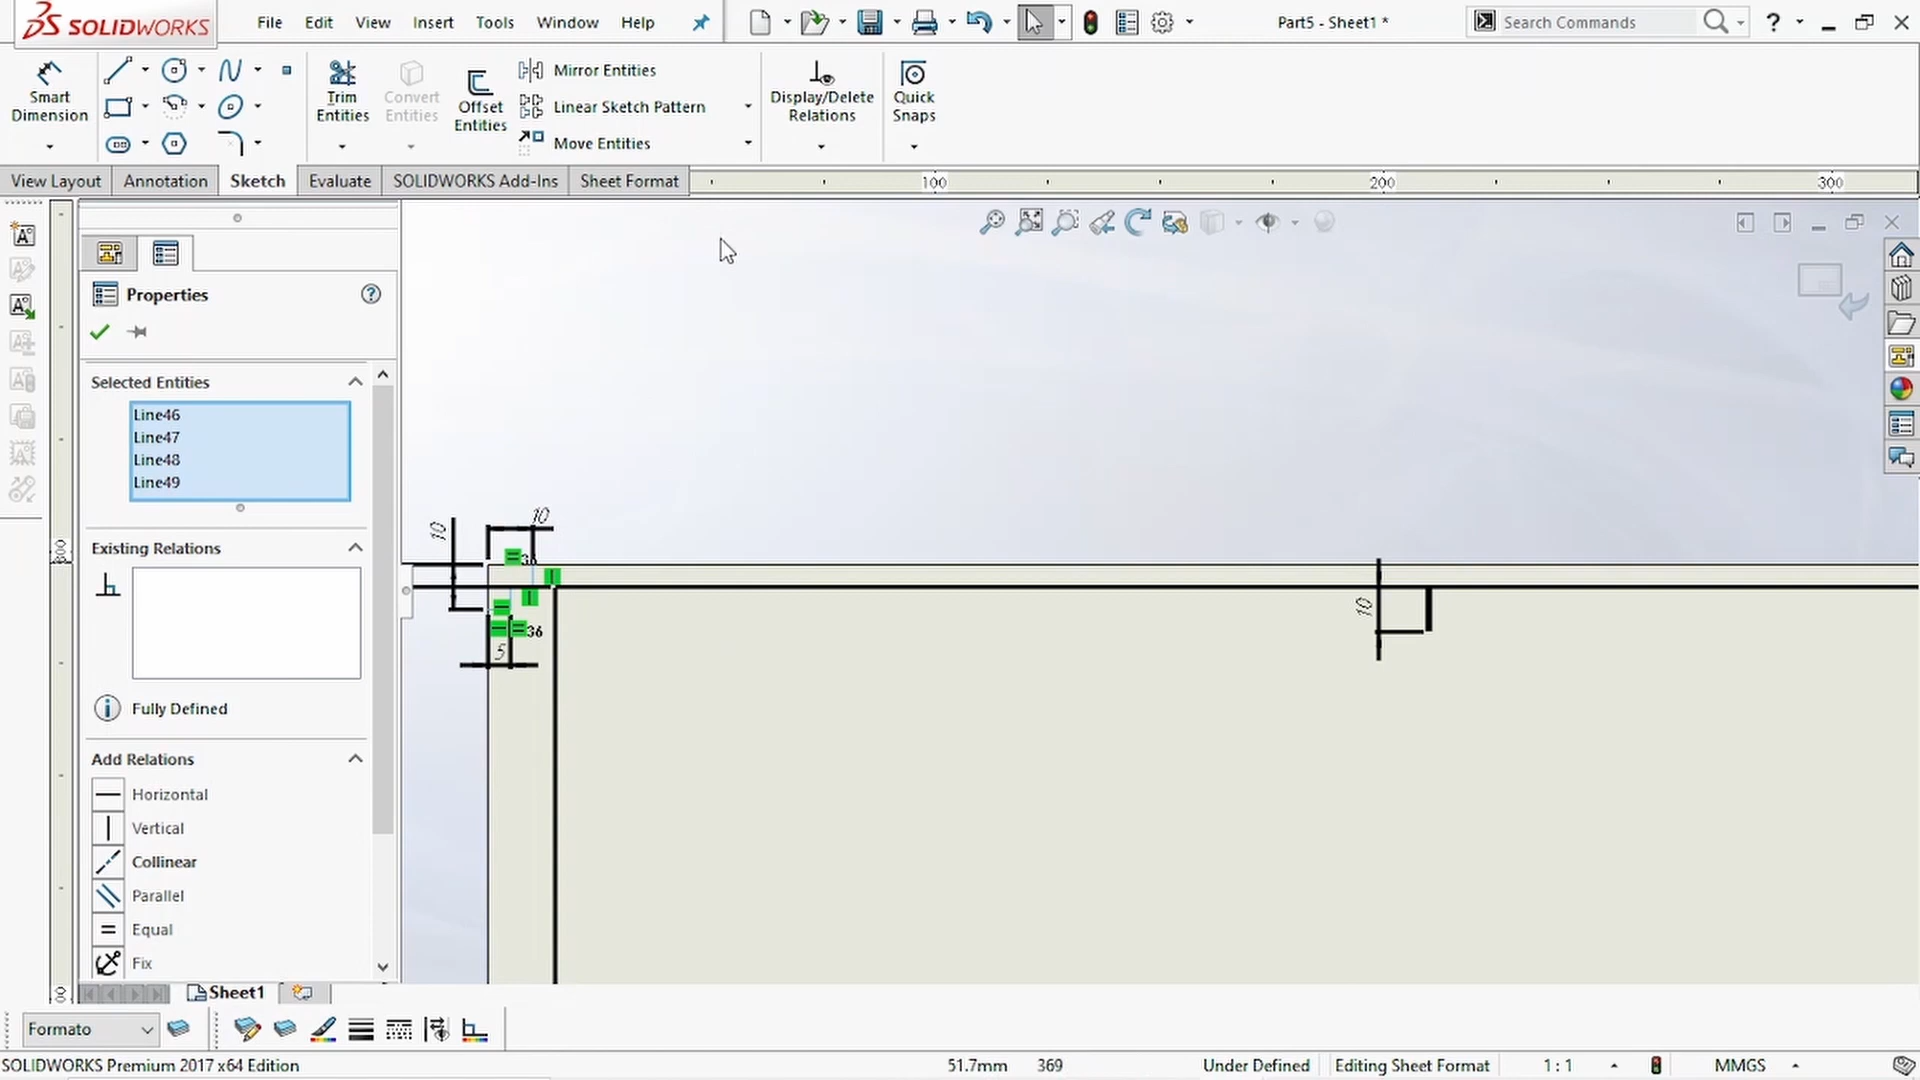 SOLIDWORKS
File Edit View Insert Tools Window Help
Part5 - Sheet1 *
Search Commands
?
Smart Dimension
Trim Entities
Convert Entities
Offset Entities
Mirror Entities
Linear Sketch Pattern
Move Entities
Display/Delete Relations
Quick Snaps
View Layout Annotation Sketch Evaluate SOLIDWORKS Add-Ins Sheet Format
100 200 300
Properties
?
Selected Entities
Line46
Line47
Line48
Line49
Existing Relations
Fully Defined
Add Relations
Horizontal
Vertical
Collinear
Parallel
Equal
Fix
10
10
36
5
10
Sheet1
Formato
SOLIDWORKS Premium 2017 x64 Edition 51.7mm 369 Under Defined Editing Sheet Format 1 : 1 MMGS